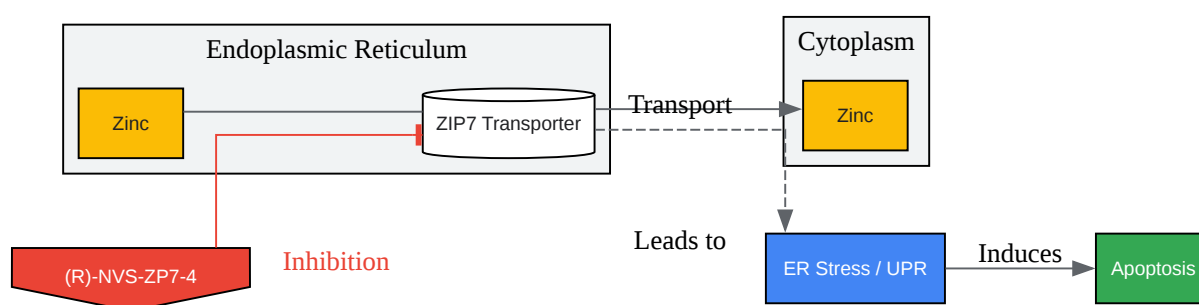 Endoplasmic Reticulum
Cytoplasm
Zinc
ZIP7 Transporter
Transport
Zinc
(R)-NVS-ZP7-4
Inhibition
Leads to
ER Stress / UPR
Induces
Apoptosis